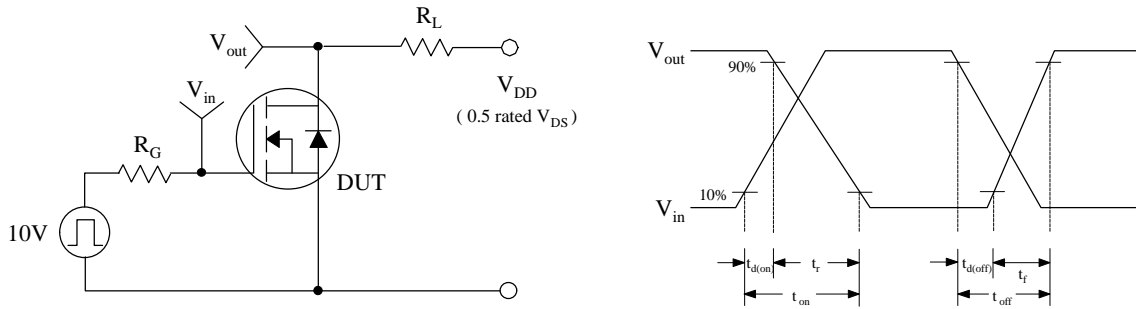 R_L
V_out
V_in
V_DD
( 0.5 rated V_DS )
R_G
DUT
10V
V_out
90%
10%
V_in
t_d(on)
t_r
t_on
t_d(off)
t_f
t_off